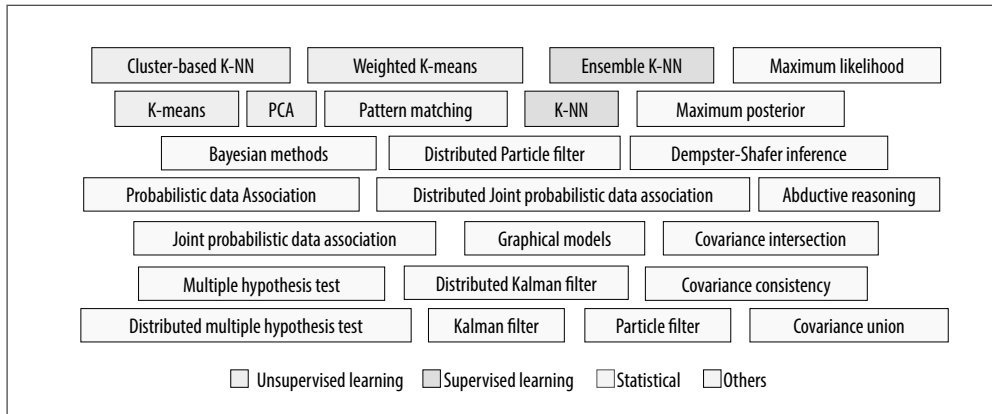 Cluster-based K-NN Weighted K-means Ensemble K-NN Maximum likelihood
K-means PCA Pattern matching K-NN Maximum posterior
Bayesian methods Distributed Particle filter Dempster-Shafer inference
Probabilistic data Association Distributed Joint probabilistic data association Abductive reasoning
Joint probabilistic data association Graphical models Covariance intersection
Multiple hypothesis test Distributed Kalman filter Covariance consistency
Distributed multiple hypothesis test Kalman filter Particle filter Covariance union
Unsupervised learning Supervised learning Statistical Others